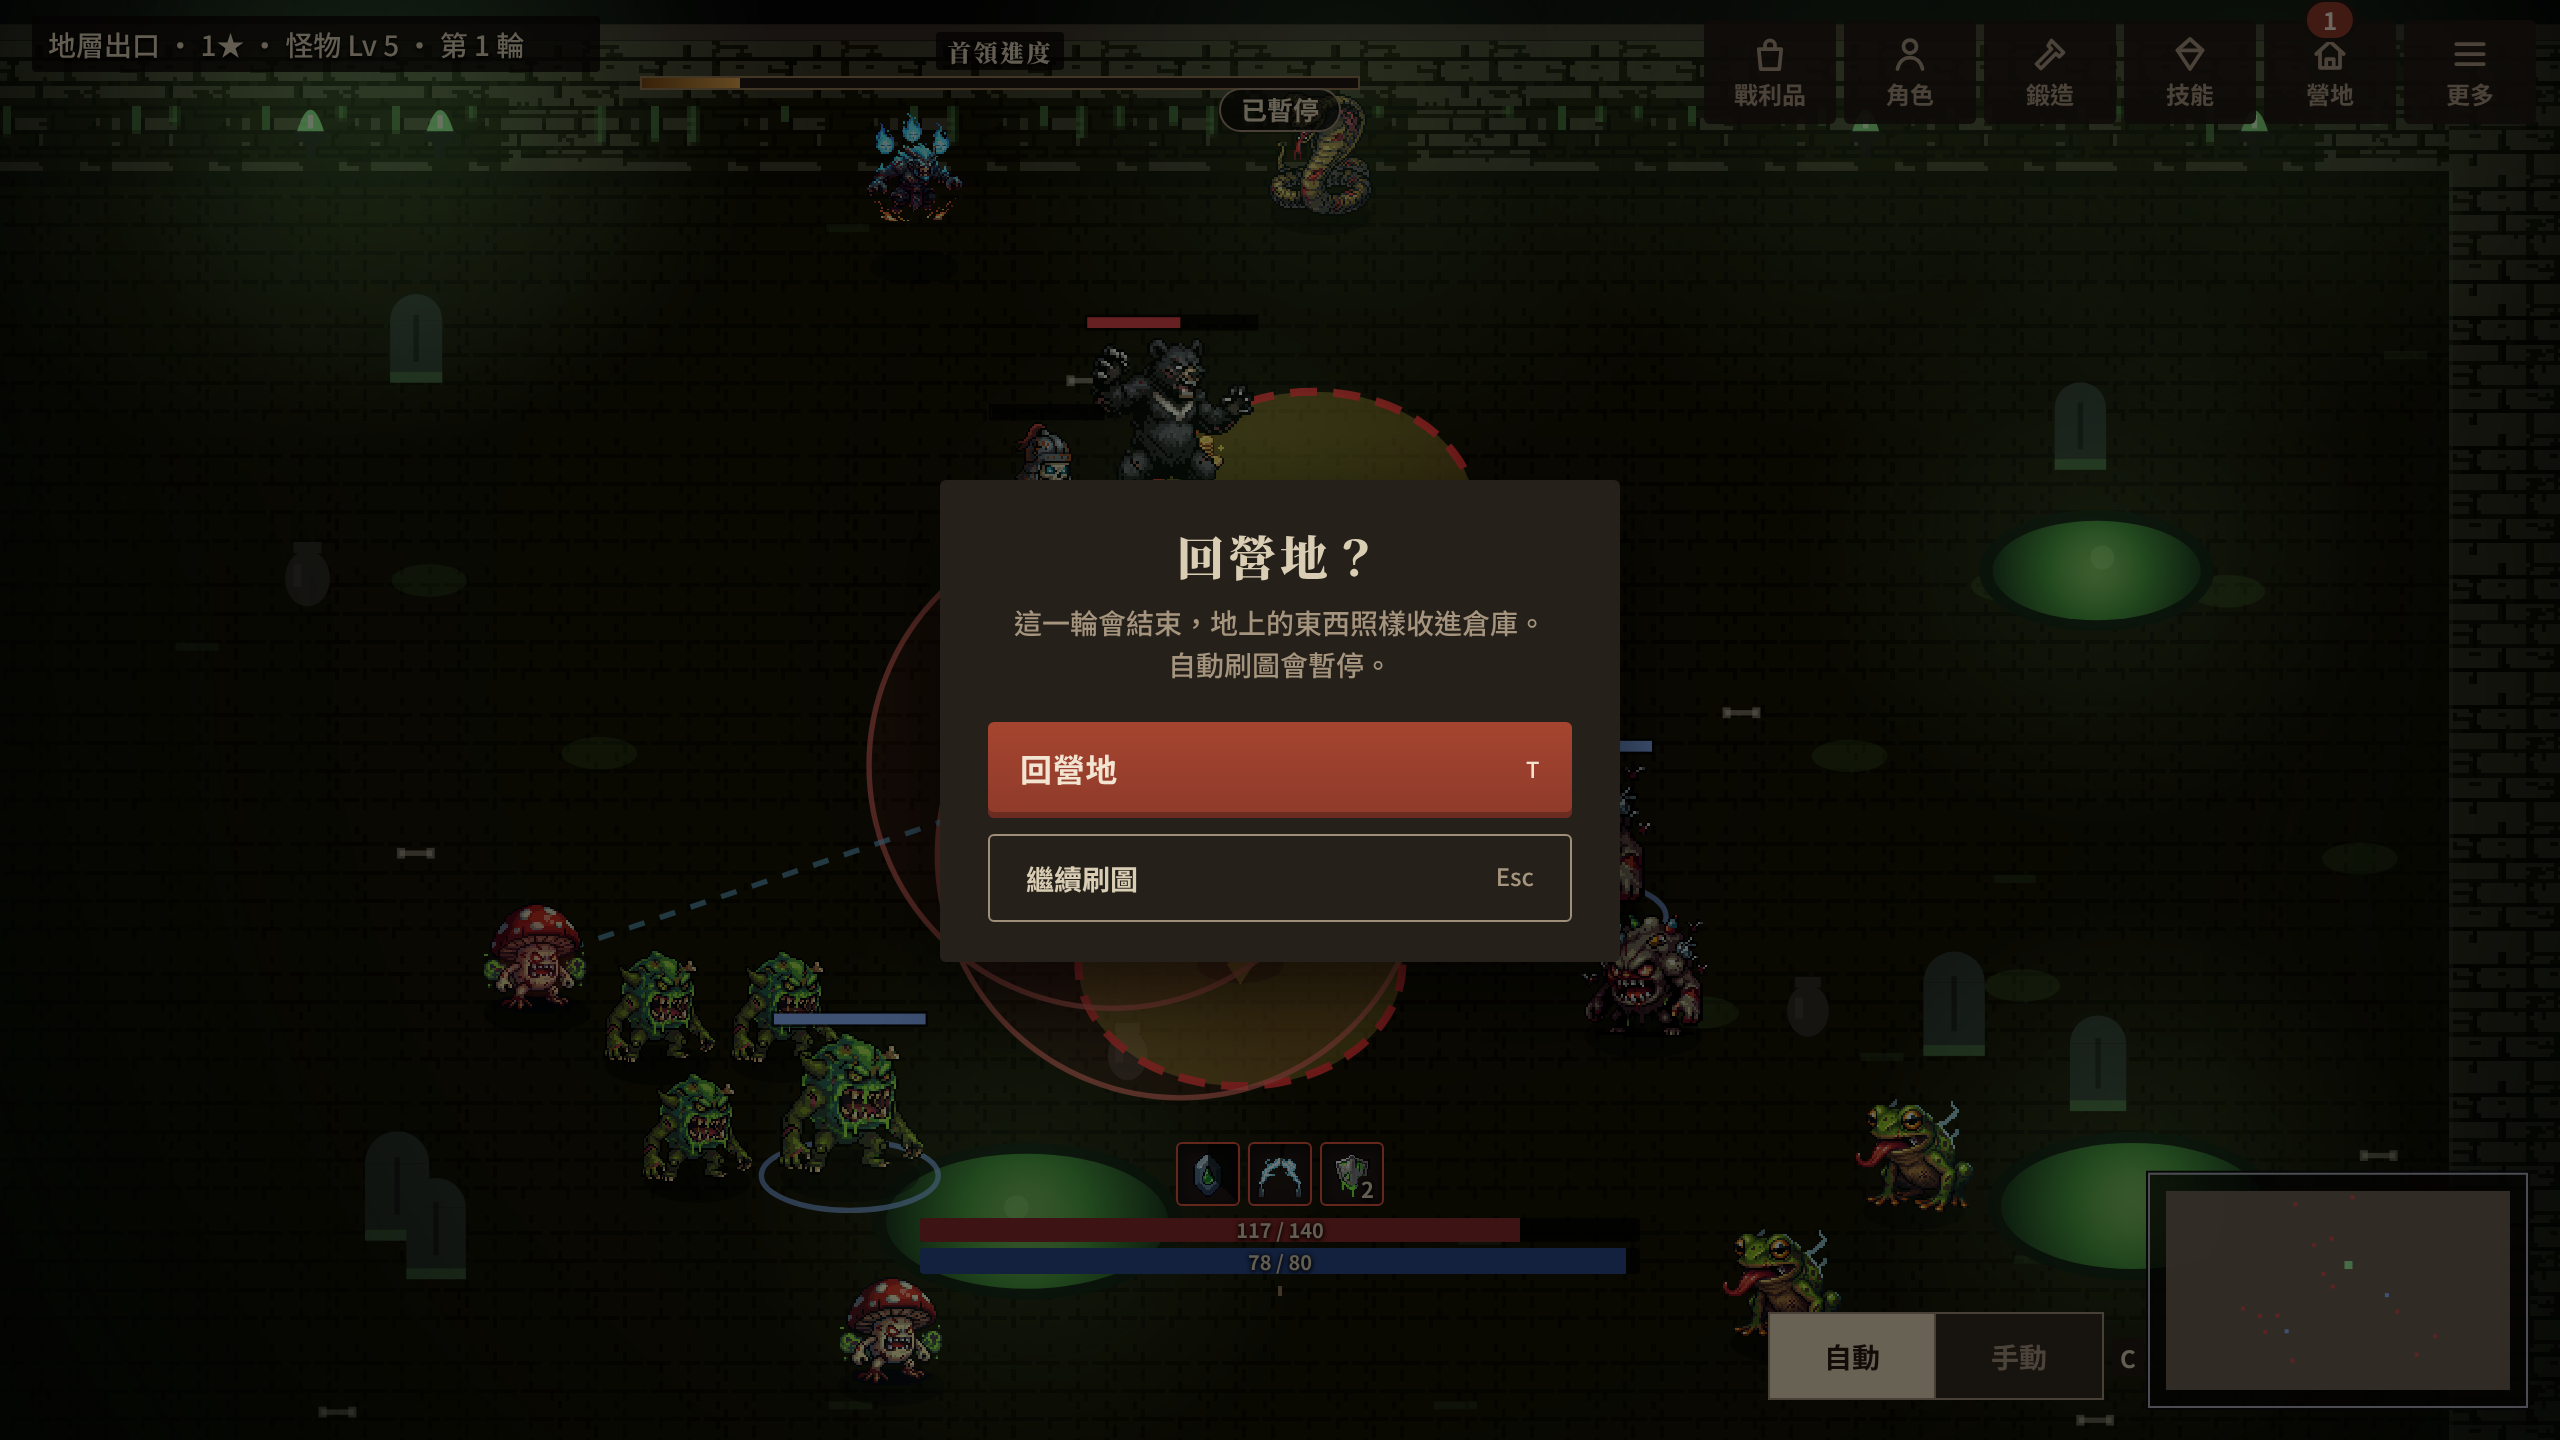 地層出口 · 1★ · 怪物 Lv 5 · 第 1 輪
首領進度
已暫停
戰利品
角色
鍛造
技能
1
營地
更多
回營地？
這一輪會結束，地上的東西照樣收進倉庫。
自動刷圖會暫停。
回營地 T
繼續刷圖 Esc
2
117 / 140
78 / 80
自動 手動 C